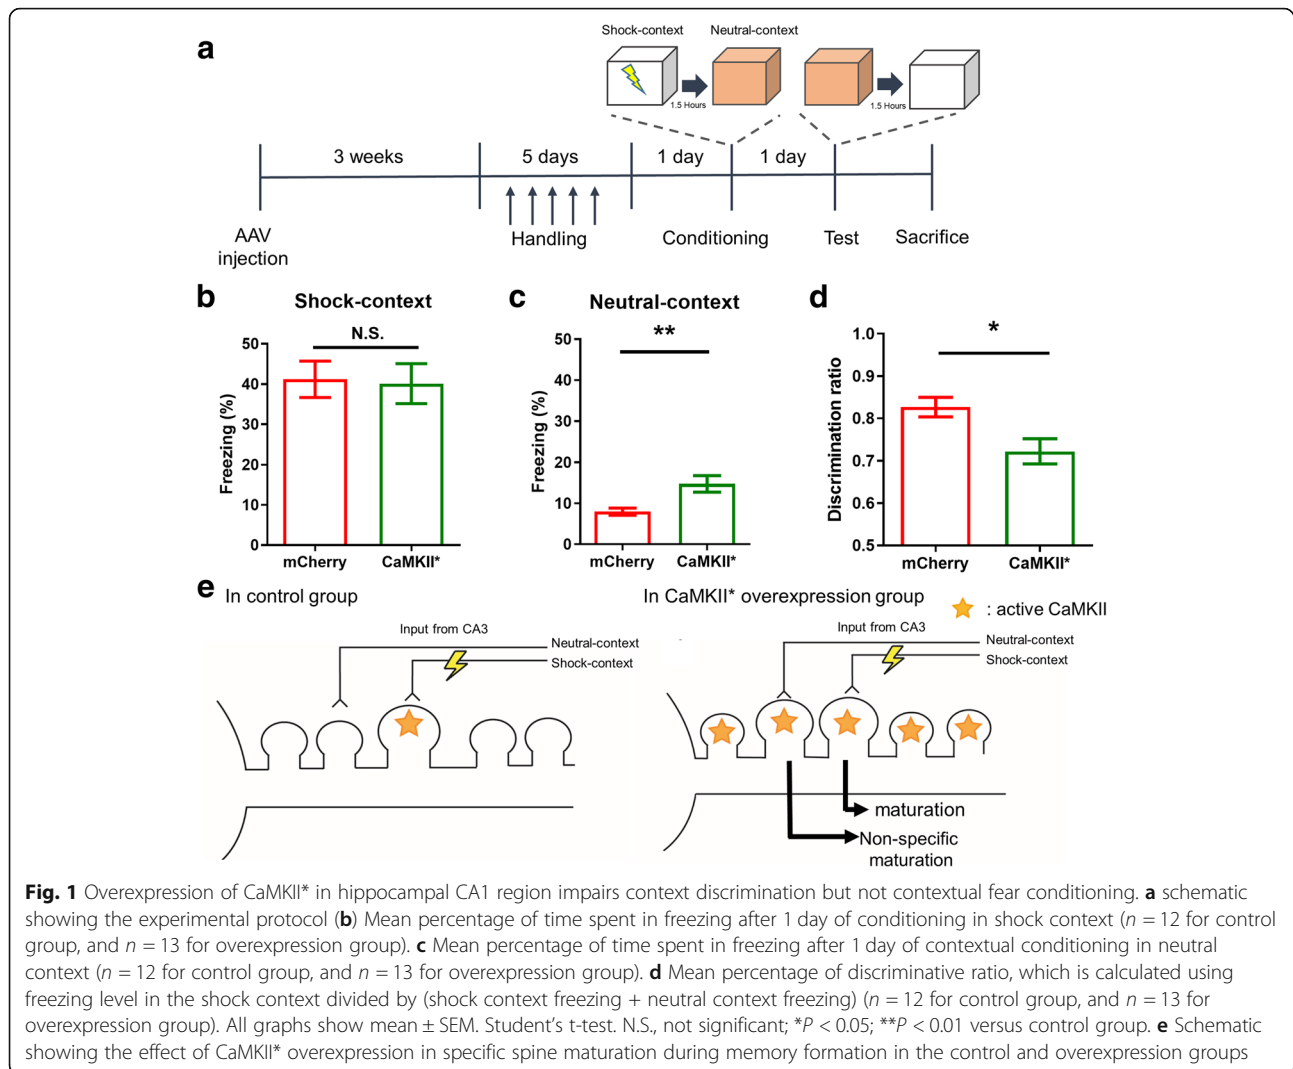 a
Shock-context
Neutral-context
1.5 Hours
1.5 Hours
3 weeks
5 days
1 day
1 day
AAV
injection
Handling
Conditioning
Test
Sacrifice
b
Shock-context
N.S.
Freezing (%)
50
40
30
20
10
0
mCherry
CaMKII*
c
Neutral-context
**
Freezing (%)
50
40
30
20
10
0
mCherry
CaMKII*
d
*
Discrimination ratio
1.0
0.9
0.8
0.7
0.6
0.5
mCherry
CaMKII*
e
In control group
Input from CA3
Neutral-context
Shock-context
In CaMKII* overexpression group
: active CaMKII
Input from CA3
Neutral-context
Shock-context
maturation
Non-specific
maturation
Fig. 1 Overexpression of CaMKII* in hippocampal CA1 region impairs context discrimination but not contextual fear conditioning. a schematic
showing the experimental protocol (b) Mean percentage of time spent in freezing after 1 day of conditioning in shock context (n = 12 for control
group, and n = 13 for overexpression group). c Mean percentage of time spent in freezing after 1 day of contextual conditioning in neutral
context (n = 12 for control group, and n = 13 for overexpression group). d Mean percentage of discriminative ratio, which is calculated using
freezing level in the shock context divided by (shock context freezing + neutral context freezing) (n = 12 for control group, and n = 13 for
overexpression group). All graphs show mean ± SEM. Student's t-test. N.S., not significant; *P < 0.05; **P < 0.01 versus control group. e Schematic
showing the effect of CaMKII* overexpression in specific spine maturation during memory formation in the control and overexpression groups